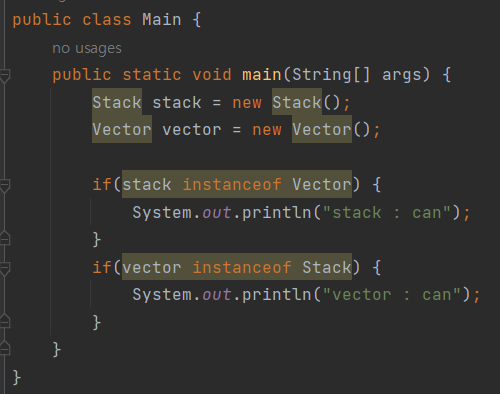 public class Main {
no usages
public static void main(String[] args) {
Stack stack = new Stack();
Vector vector = new Vector();
if(stack instanceof Vector) {
System.out.println("stack : can");
}
if(vector instanceof Stack) {
System.out.println("vector : can");
}
}
}